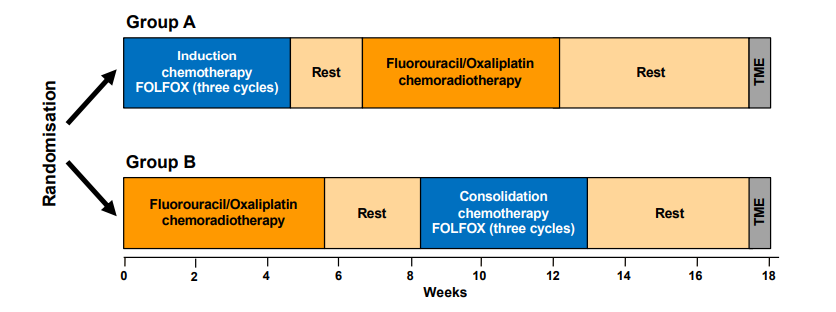 Group A
Induction
chemotherapy
FOLFOX (three cycles)
Rest
Fluorouracil/Oxaliplatin
chemoradiotherapy
Rest
TME
Randomisation
Group B
Fluorouracil/Oxaliplatin
chemoradiotherapy
Rest
Consolidation
chemotherapy
FOLFOX (three cycles)
Rest
TME
0 2 4 6 8 10 12 14 16 18
Weeks